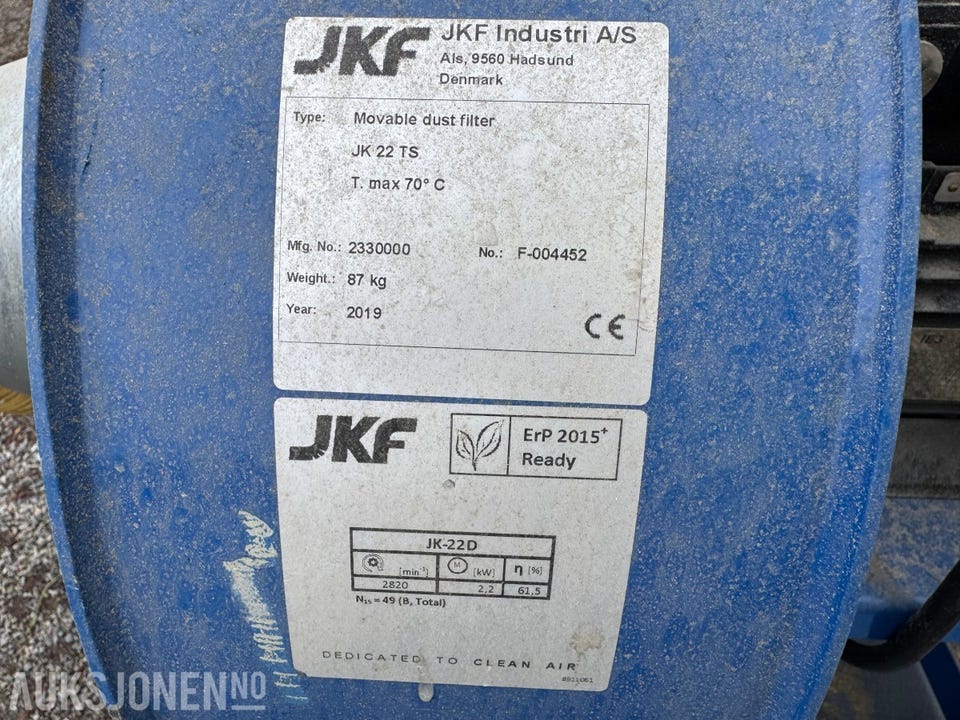 JKF JKF Industri A/S
Als, 9560 Hadsund
Denmark
Type: Movable dust filter
JK 22 TS
T. max 70° C
Mfg. No.: 2330000 No.: F-004452
Weight.: 87 kg
Year: 2019
CE
163
JKF
ErP 2015+
Ready
JK-22D
[min⁻¹] M [kW] η [%]
2820 2,2 61,5
N₁₅ = 49 (B, Total)
DEDICATED TO CLEAN AIR
8911061
AUKSJONEN.NO